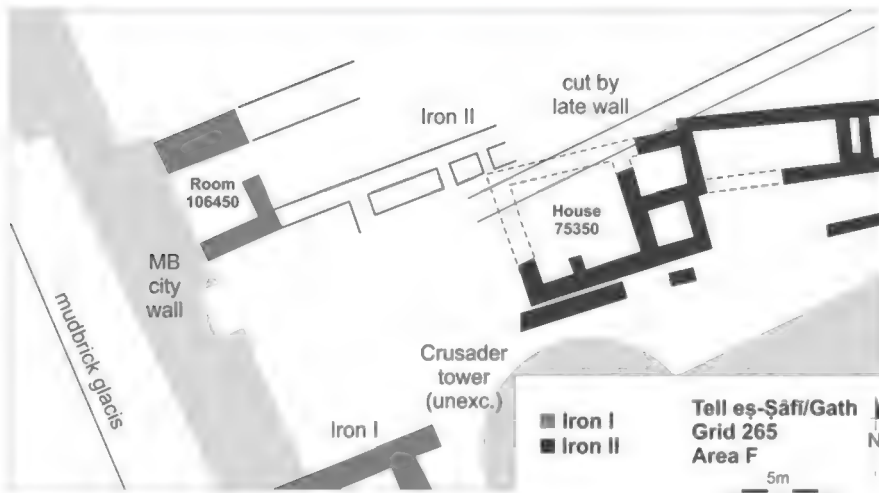 cut by
late wall
Iron II
Room
106450
House
75350
MB
city
wall
mudbrick glacis
Crusader
tower
(unexc.)
Iron I
Iron I
Iron II
Tell eṣ-Ṣâfī/Gath
Grid 265
Area F
N
5m